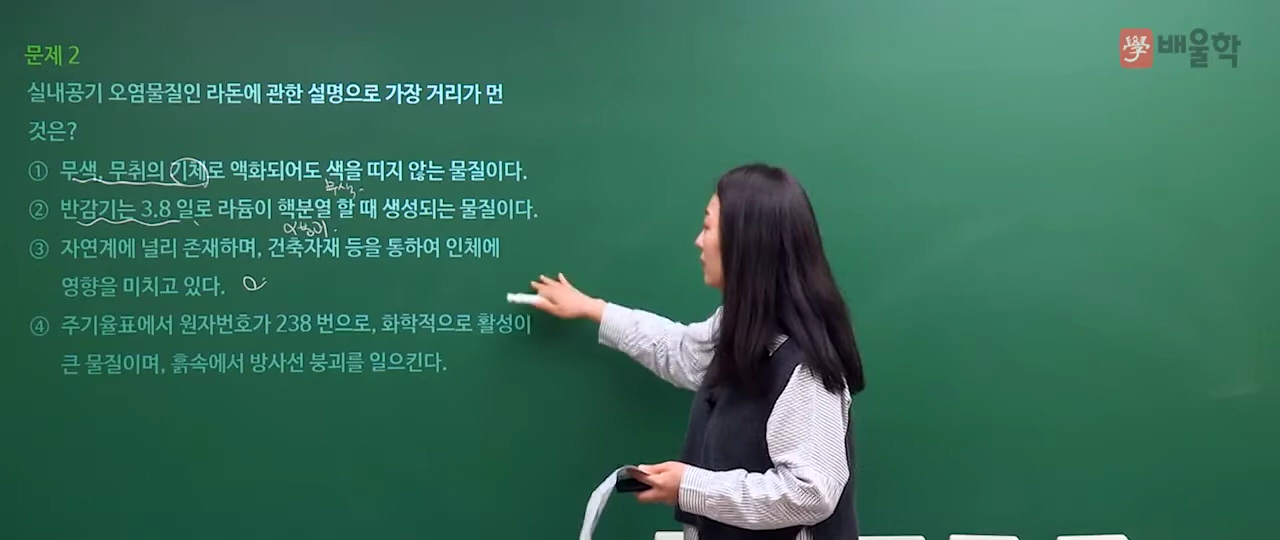 學 배울학
문제 2
실내공기 오염물질인 라돈에 관한 설명으로 가장 거리가 먼
것은?
① 무색, 무취의 기체로 액화되어도 색을 띠지 않는 물질이다.
무색
② 반감기는 3.8 일로 라듐이 핵분열 할 때 생성되는 물질이다.
α붕괴
③ 자연계에 널리 존재하며, 건축자재 등을 통하여 인체에
영향을 미치고 있다.
④ 주기율표에서 원자번호가 238 번으로, 화학적으로 활성이
큰 물질이며, 흙속에서 방사선 붕괴를 일으킨다.